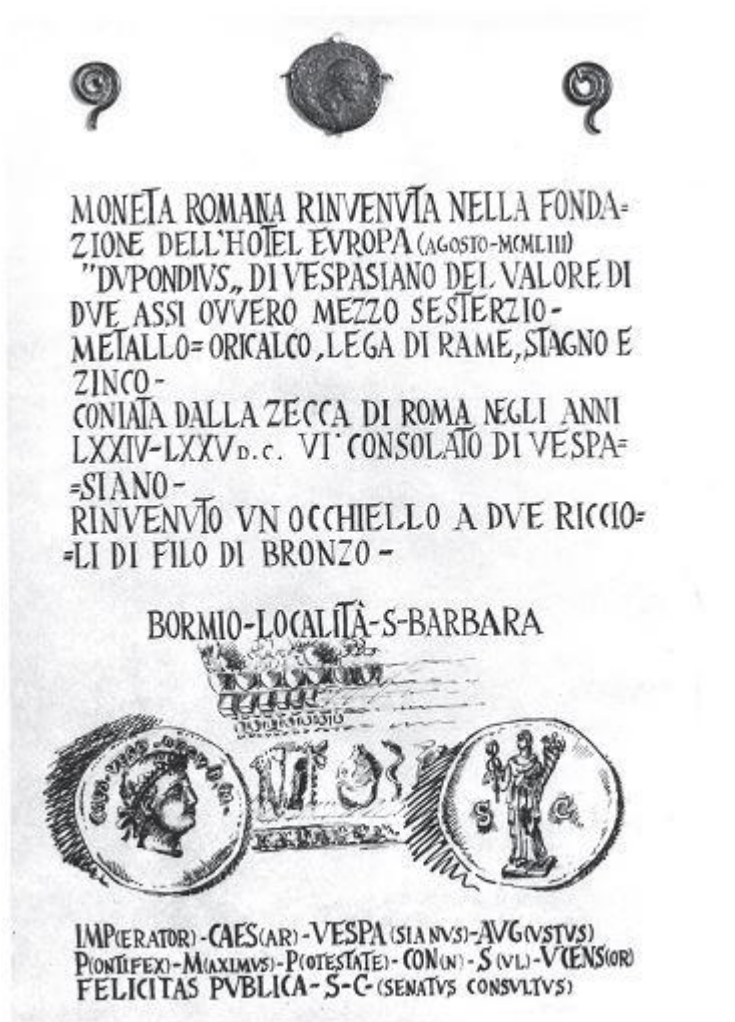 MONETA ROMANA RINVENVTA NELLA FONDA=
ZIONE DELL'HOTEL EVROPA (AGOSTO-MCMLIII)
"DVPONDIVS„ DI VESPASIANO DEL VALORE DI
DVE ASSI OVVERO MEZZO SESTERZIO-
METALLO=ORICALCO, LEGA DI RAME, STAGNO E
ZINCO-
CONIATA DALLA ZECCA DI ROMA NEGLI ANNI
LXXIV-LXXV D.C. VI° CONSOLATO DI VESPA=
=SIANO-
RINVENVTO VN OCCHIELLO A DVE RICCIO=
=LI DI FILO DI BRONZO-
BORMIO-LOCALITÀ-S-BARBARA
S C
IMP(ERATOR)-CAES(AR)-VESPA(SIANVS)-AVG(VSTVS)
P(ONTIFEX)-M(AXIMVS)-P(OTESTATE)-CON(N)-S(VL)-V CENS(OR)
FELICITAS PVBLICA-S-C-(SENATVS CONSVLTVS)